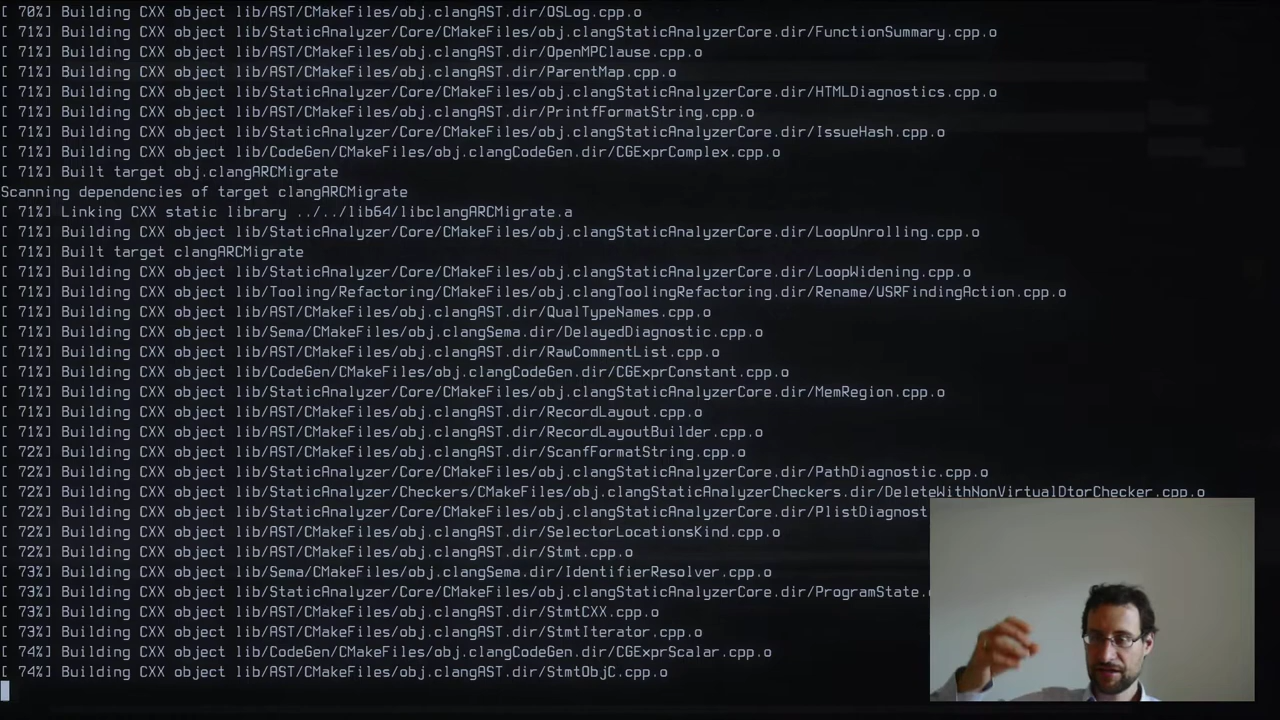 [ 70%] Building CXX object lib/AST/CMakeFiles/obj.clangAST.dir/OSLog.cpp.o
[ 71%] Building CXX object lib/StaticAnalyzer/Core/CMakeFiles/obj.clangStaticAnalyzerCore.dir/FunctionSummary.cpp.o
[ 71%] Building CXX object lib/AST/CMakeFiles/obj.clangAST.dir/OpenMPClause.cpp.o
[ 71%] Building CXX object lib/AST/CMakeFiles/obj.clangAST.dir/ParentMap.cpp.o
[ 71%] Building CXX object lib/StaticAnalyzer/Core/CMakeFiles/obj.clangStaticAnalyzerCore.dir/HTMLDiagnostics.cpp.o
[ 71%] Building CXX object lib/AST/CMakeFiles/obj.clangAST.dir/PrintfFormatString.cpp.o
[ 71%] Building CXX object lib/StaticAnalyzer/Core/CMakeFiles/obj.clangStaticAnalyzerCore.dir/IssueHash.cpp.o
[ 71%] Building CXX object lib/CodeGen/CMakeFiles/obj.clangCodeGen.dir/CGExprComplex.cpp.o
[ 71%] Built target obj.clangARCMigrate
Scanning dependencies of target clangARCMigrate
[ 71%] Linking CXX static library ../../lib64/libclangARCMigrate.a
[ 71%] Building CXX object lib/StaticAnalyzer/Core/CMakeFiles/obj.clangStaticAnalyzerCore.dir/LoopUnrolling.cpp.o
[ 71%] Built target clangARCMigrate
[ 71%] Building CXX object lib/StaticAnalyzer/Core/CMakeFiles/obj.clangStaticAnalyzerCore.dir/LoopWidening.cpp.o
[ 71%] Building CXX object lib/Tooling/Refactoring/CMakeFiles/obj.clangToolingRefactoring.dir/Rename/USRFindingAction.cpp.o
[ 71%] Building CXX object lib/AST/CMakeFiles/obj.clangAST.dir/QualTypeNames.cpp.o
[ 71%] Building CXX object lib/Sema/CMakeFiles/obj.clangSema.dir/DelayedDiagnostic.cpp.o
[ 71%] Building CXX object lib/AST/CMakeFiles/obj.clangAST.dir/RawCommentList.cpp.o
[ 71%] Building CXX object lib/CodeGen/CMakeFiles/obj.clangCodeGen.dir/CGExprConstant.cpp.o
[ 71%] Building CXX object lib/StaticAnalyzer/Core/CMakeFiles/obj.clangStaticAnalyzerCore.dir/MemRegion.cpp.o
[ 71%] Building CXX object lib/AST/CMakeFiles/obj.clangAST.dir/RecordLayout.cpp.o
[ 71%] Building CXX object lib/AST/CMakeFiles/obj.clangAST.dir/RecordLayoutBuilder.cpp.o
[ 72%] Building CXX object lib/AST/CMakeFiles/obj.clangAST.dir/ScanfFormatString.cpp.o
[ 72%] Building CXX object lib/StaticAnalyzer/Core/CMakeFiles/obj.clangStaticAnalyzerCore.dir/PathDiagnostic.cpp.o
[ 72%] Building CXX object lib/StaticAnalyzer/Checkers/CMakeFiles/obj.clangStaticAnalyzerCheckers.dir/DeleteWithNonVirtualDtorChecker.cpp.o
[ 72%] Building CXX object lib/StaticAnalyzer/Core/CMakeFiles/obj.clangStaticAnalyzerCore.dir/PlistDiagnost
[ 72%] Building CXX object lib/AST/CMakeFiles/obj.clangAST.dir/SelectorLocationsKind.cpp.o
[ 72%] Building CXX object lib/AST/CMakeFiles/obj.clangAST.dir/Stmt.cpp.o
[ 73%] Building CXX object lib/Sema/CMakeFiles/obj.clangSema.dir/IdentifierResolver.cpp.o
[ 73%] Building CXX object lib/StaticAnalyzer/Core/CMakeFiles/obj.clangStaticAnalyzerCore.dir/ProgramState.
[ 73%] Building CXX object lib/AST/CMakeFiles/obj.clangAST.dir/StmtCXX.cpp.o
[ 73%] Building CXX object lib/AST/CMakeFiles/obj.clangAST.dir/StmtIterator.cpp.o
[ 74%] Building CXX object lib/CodeGen/CMakeFiles/obj.clangCodeGen.dir/CGExprScalar.cpp.o
[ 74%] Building CXX object lib/AST/CMakeFiles/obj.clangAST.dir/StmtObjC.cpp.o